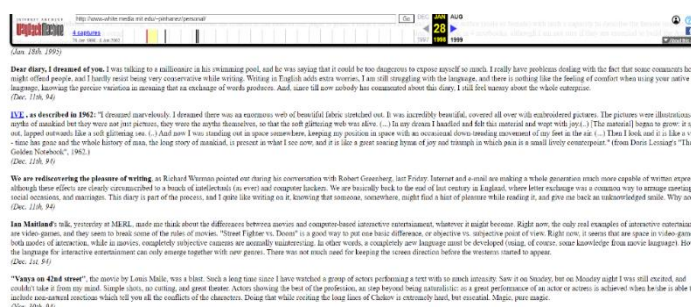 INTERNET ARCHIVE
WayBack Machine
http://www-white.media.mit.edu/~pinhanez/personal/
Go
DEC JAN AUG
4 captures
28
1997 1998 1999
(Jan. 18th, 1995)
Dear diary, I dreamed of you. I was talking to a millionaire in his swimming pool, and he was saying that it could be too dangerous to expose myself so much. I really have problems dealing with the fact that some comments he
might offend people, and I hardly resist being very conservative while writing. Writing in English adds extra worries, I am still struggling with the language, and there is nothing like the feeling of comfort when using your native
language, knowing the precise variation in meaning that an exchange of words produces. And, since till now nobody has commented about this diary, I still feel uneasy about the whole enterprise.
(Dec. 11th, 94)
IVE, as described in 1962: "I dreamed marvelously. I dreamed there was an enormous web of beautiful fabric stretched out. It was incredibly beautiful, covered all over with embroidered pictures. The pictures were illustrations
myths of mankind but they were not just pictures, they were the myths themselves, so that the soft glittering web was alive. (...) In my dream I handled and felt this material and wept with joy.(...) [The material] began to grow: it s
out, lapped outwards like a soft glittering sea. (...) And now I was standing out in space somewhere, keeping my position in space with an occasional down-treading movement of my feet in the air. (...) Then I look and it is like a v
- time has gone and the whole history of man, the long story of mankind, is present in what I see now, and it is like a great soaring hymn of joy and triumph in which pain is a small lively counterpoint." (from Doris Lessing's "The
Golden Notebook", 1962.)
(Dec. 11th, 94)
We are rediscovering the pleasure of writing, as Richard Wurman pointed out during his conversation with Robert Greenberg, last Friday. Internet and e-mail are making a whole generation much more capable of written expre
although these effects are clearly circumscribed to a bunch of intellectuals (as ever) and computer hackers. We are basically back to the end of last century in England, where letter exchange was a common way to arrange meeting
social occasions, and marriages. This diary is part of the process, and I quite like writing on it, knowing that someone, somewhere, might find a hint of pleasure while reading it, and give me back an unknowledged smile. Why no
(Dec. 11th, 94)
Ian Maitland's talk, yesterday at MERL, made me think about the differences between movies and computer-based interactive entertainment, whatever it might become. Right now, the only real examples of interactive entertain
are video-games, and they seem to break some of the rules of movies. "Street Fighter vs. Doom" is a good way to put one basic difference, or objective vs. subjective point of view. Right now, it seems that are space in video-game
both modes of interaction, while in movies, completely subjective cameras are normally uninteresting. In other words, a completely new language must be developed (using, of course, some knowledge from movie language). Ho
the language for interactive entertainment can only emerge together with new genres. There was not much need for keeping the screen direction before the westerns started to appear.
(Dec. 1st, 94)
"Vanya on 42nd street", the movie by Louis Malle, was a blast. Such a long time since I have watched a group of actors performing a text with so much intensity. Saw it on Sunday, but on Monday night I was still excited, and
couldn't take it from my mind. Simple shots, no cutting, and great theater. Actors showing the best of the profession, an step beyond being naturalistic: as a great performance of an actor or actress is achieved when he/she is able t
include non-natural reactions which tell you all the conflicts of the characters. Doing that while reciting the long lines of Chekov is extremely hard, but essential. Magic, pure magic.
(Nov. 30th, 94)